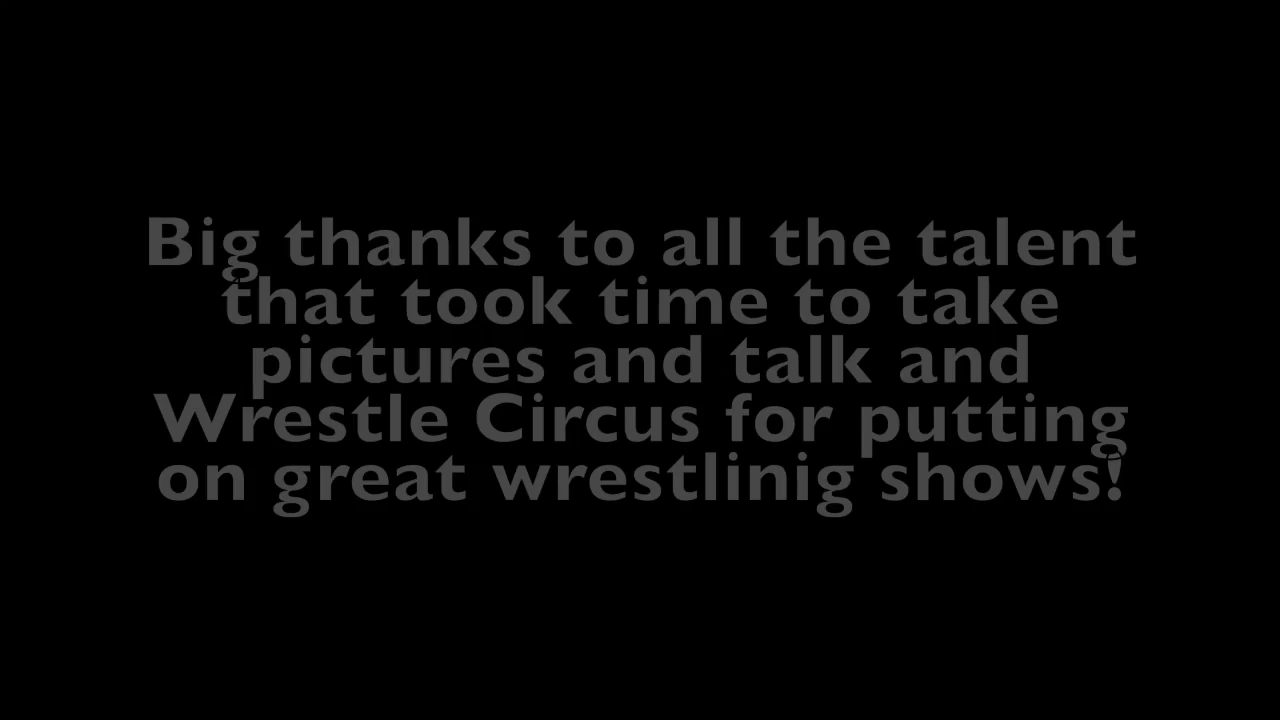 Big thanks to all the talent
that took time to take
pictures and talk and
Wrestle Circus for putting
on great wrestlinig shows!